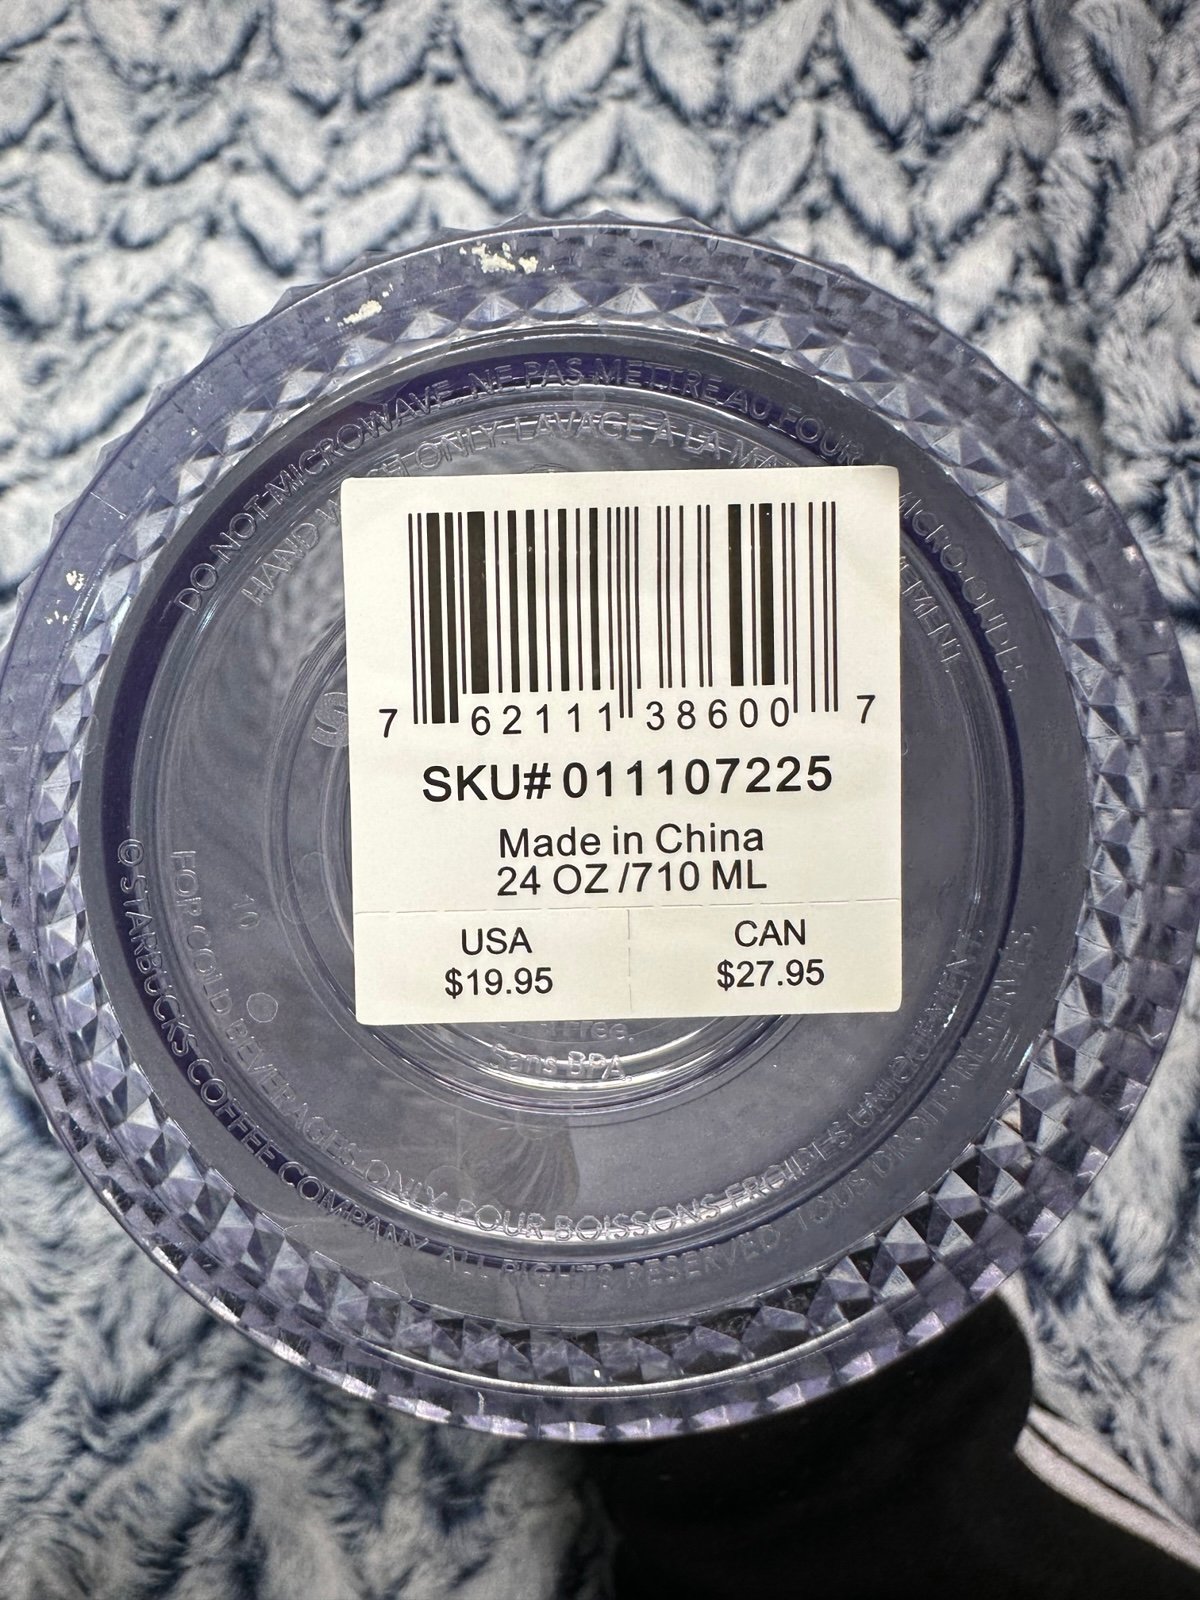 DO NOT MICROWAVE. NE PAS METTRE AU FOUR MICRO-ONDES.
HAND ONLY. LAVAGE À LA
7 62111 38600 7
SKU# 011107225
Made in China
24 OZ /710 ML
USA
$19.95
CAN
$27.95
Free.
Sans BPA.
10
FOR COLD BEVERAGES ONLY. POUR BOISSONS FROIDES UNIQUEMENT.
© STARBUCKS COFFEE COMPANY. ALL RIGHTS RESERVED. TOUS DROITS RÉSERVÉS.